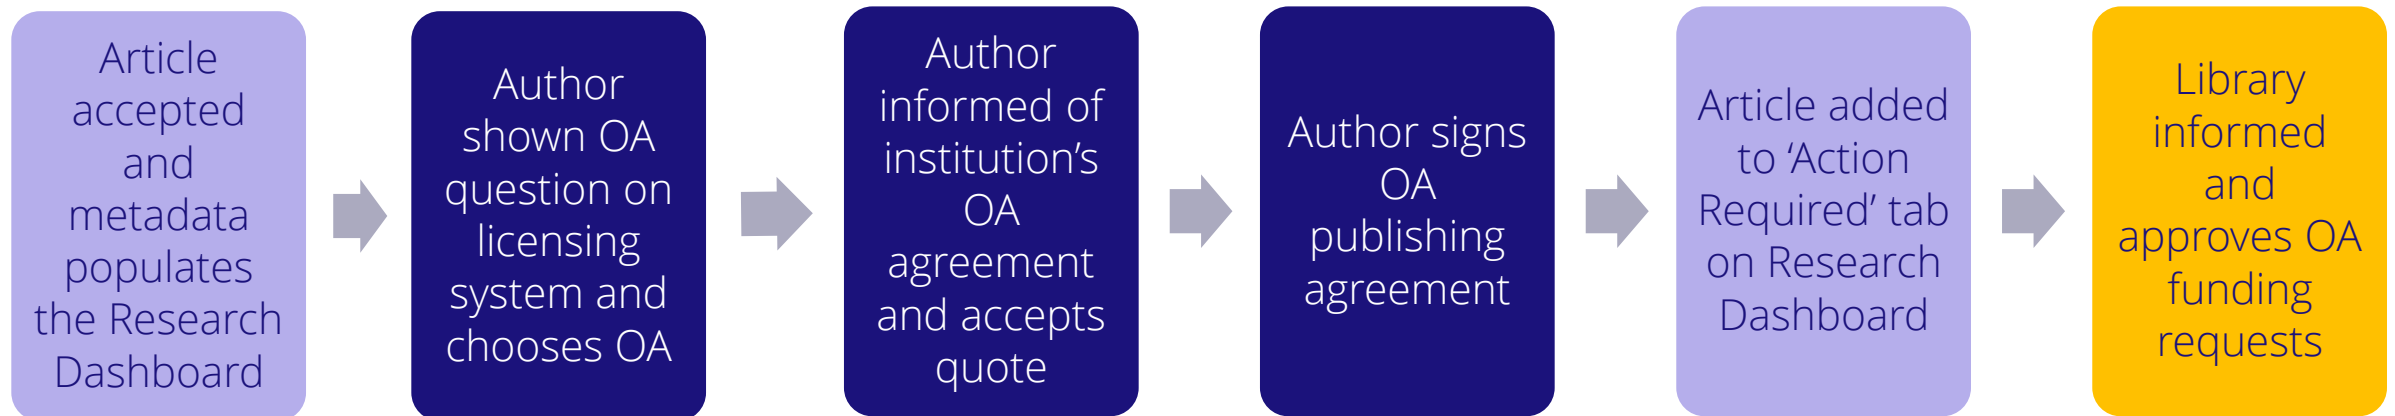 Article
accepted
and
metadata
populates
the Research
Dashboard
Author
shown OA
question on
licensing
system and
chooses OA
Author
informed of
institution’s
OA
agreement
and accepts
quote
Author signs
OA
publishing
agreement
Article added
to ‘Action
Required’ tab
on Research
Dashboard
Library
informed
and
approves OA
funding
requests